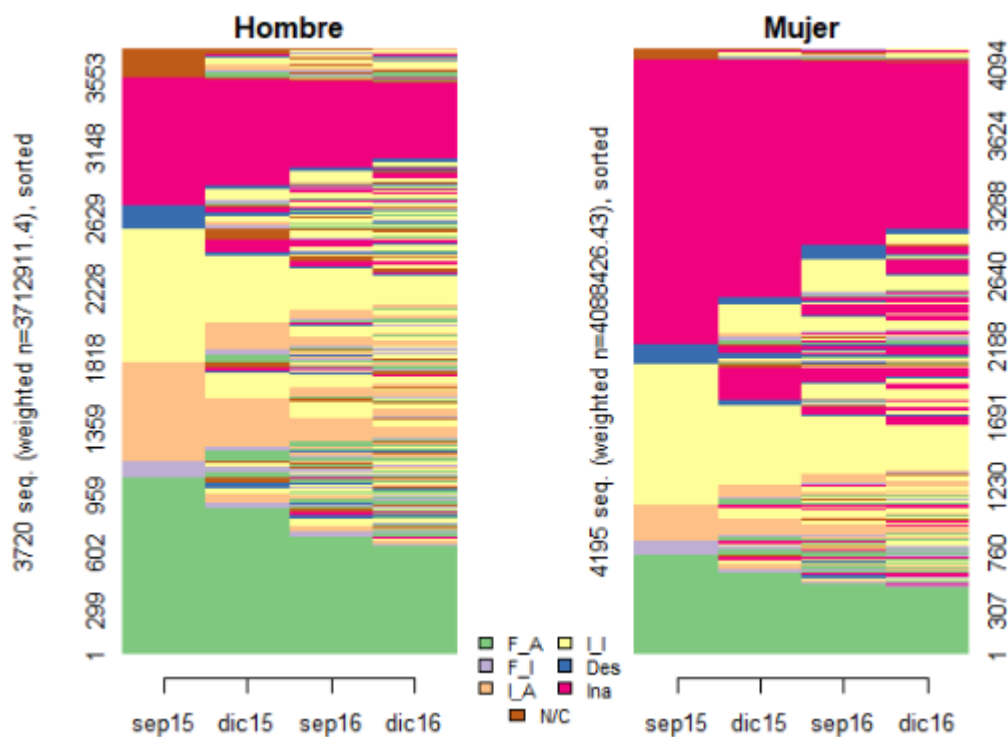 Hombre
Mujer
3720 seq. (weighted n=3712911.4), sorted
1
299
602
959
1359
1818
2228
2629
3148
3553
4195 seq. (weighted n=4088426.43), sorted
1
307
760
1230
1691
2188
2640
3288
3624
4094
F_A
I_I
F_I
Des
I_A
Ina
N/C
sep15 dic15 sep16 dic16
sep15 dic15 sep16 dic16